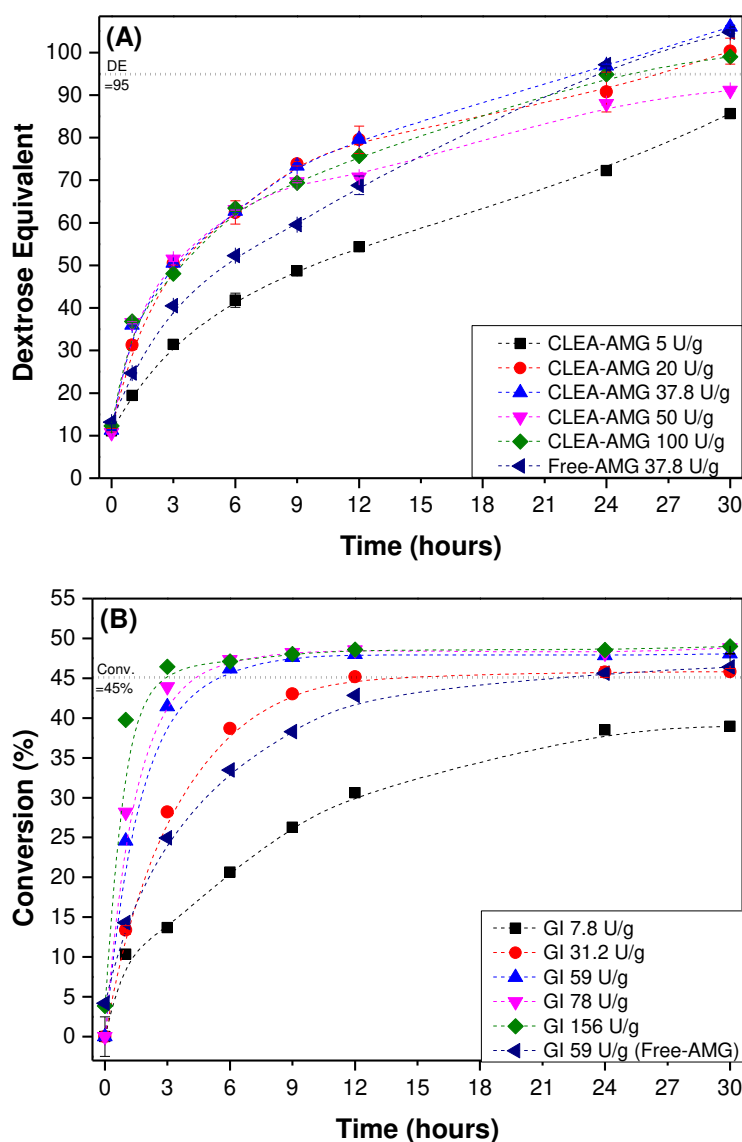 (A)
100
90
80
70
60
50
40
30
20
10
0
DE
=95
Dextrose Equivalent
CLEA-AMG 5 U/g
CLEA-AMG 20 U/g
CLEA-AMG 37.8 U/g
CLEA-AMG 50 U/g
CLEA-AMG 100 U/g
Free-AMG 37.8 U/g
0 3 6 9 12 15 18 21 24 27 30
Time (hours)
(B)
55
50
45
40
35
30
25
20
15
10
5
0
Conv.
=45%
Conversion (%)
GI 7.8 U/g
GI 31.2 U/g
GI 59 U/g
GI 78 U/g
GI 156 U/g
GI 59 U/g (Free-AMG)
0 3 6 9 12 15 18 21 24 27 30
Time (hours)